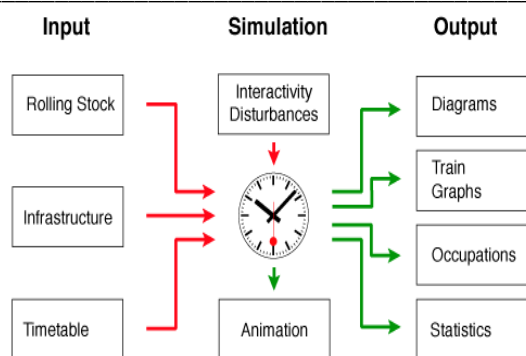 Input
Simulation
Output
Rolling Stock
Interactivity
Disturbances
Diagrams
Train
Graphs
Infrastructure
Occupations
Timetable
Animation
Statistics